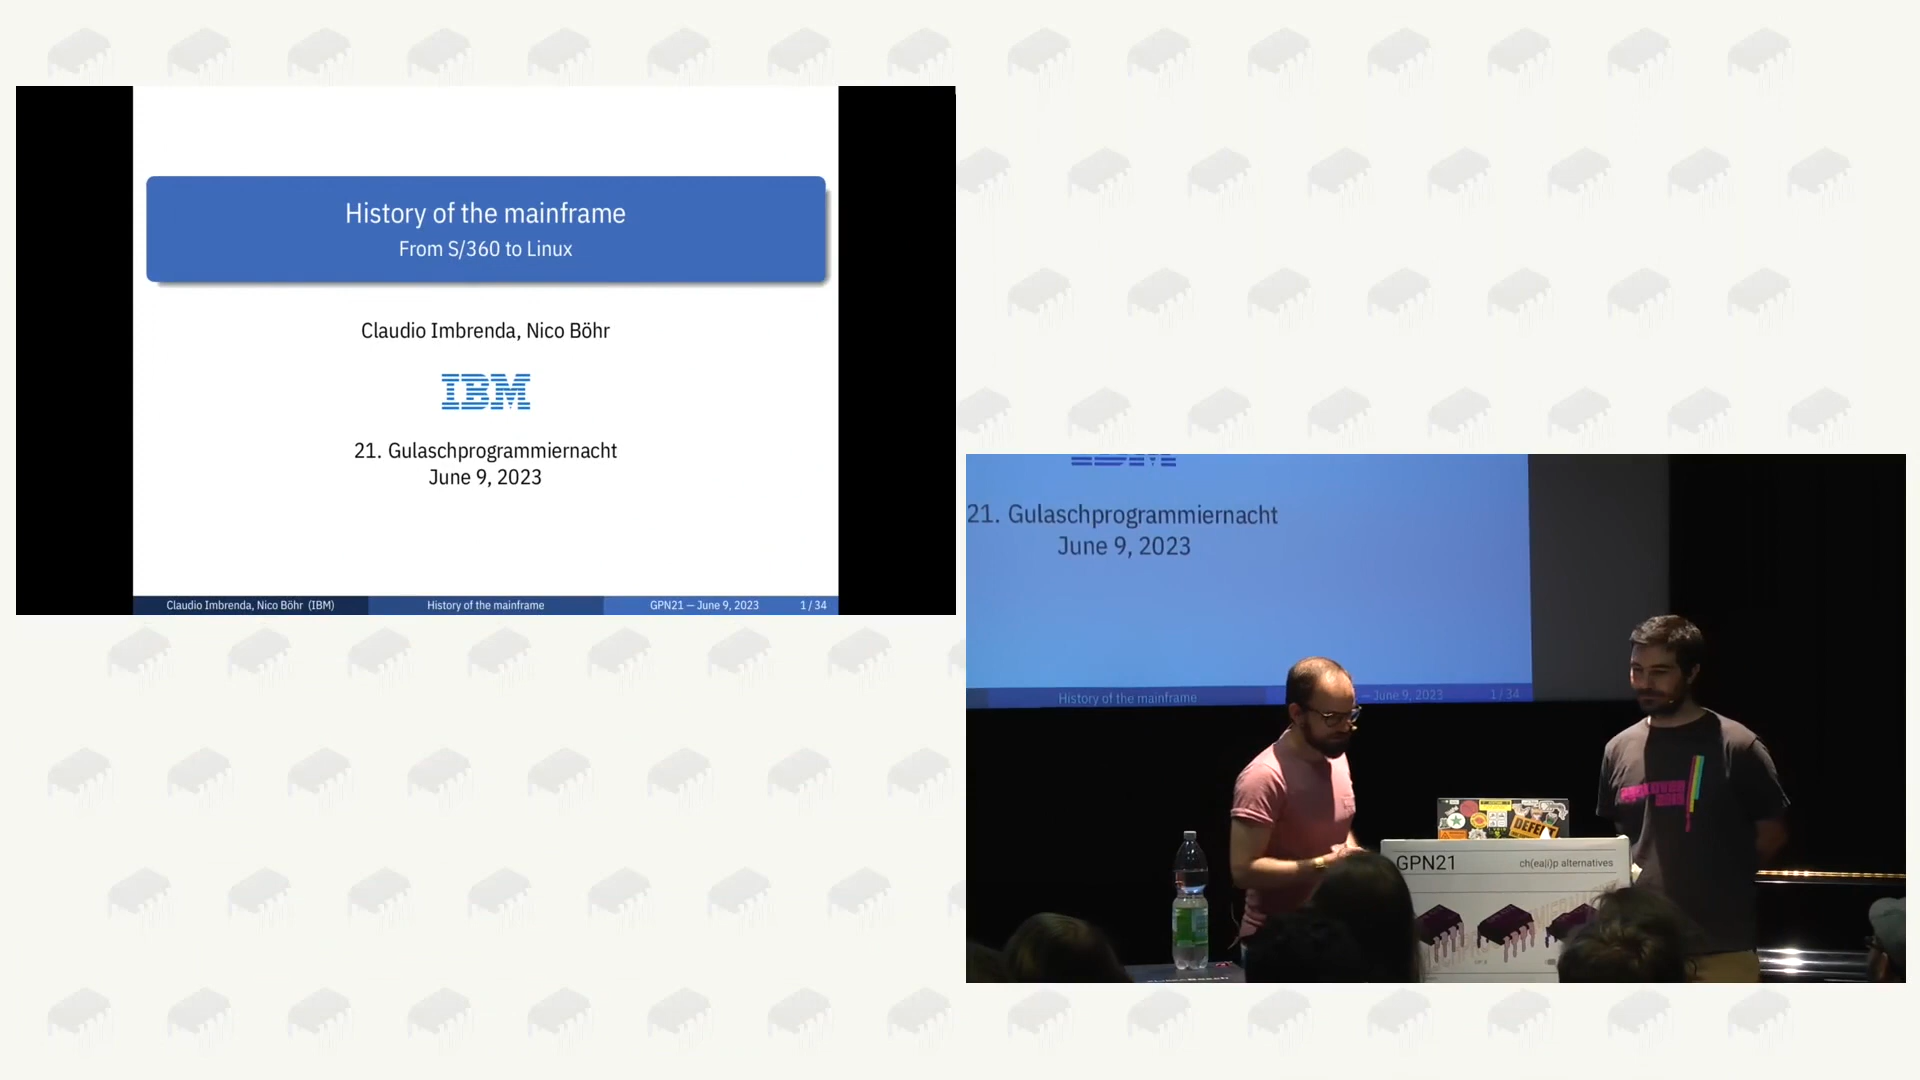 History of the mainframe
From S/360 to Linux
Claudio Imbrenda, Nico Böhr
IBM
21. Gulaschprogrammiernacht
June 9, 2023
Claudio Imbrenda, Nico Böhr (IBM)
History of the mainframe
GPN21 — June 9, 2023
1 / 34
21. Gulaschprogrammiernacht
June 9, 2023
History of the mainframe
— June 9, 2023
1 / 34
GPN21
ch(ea|i)p alternatives